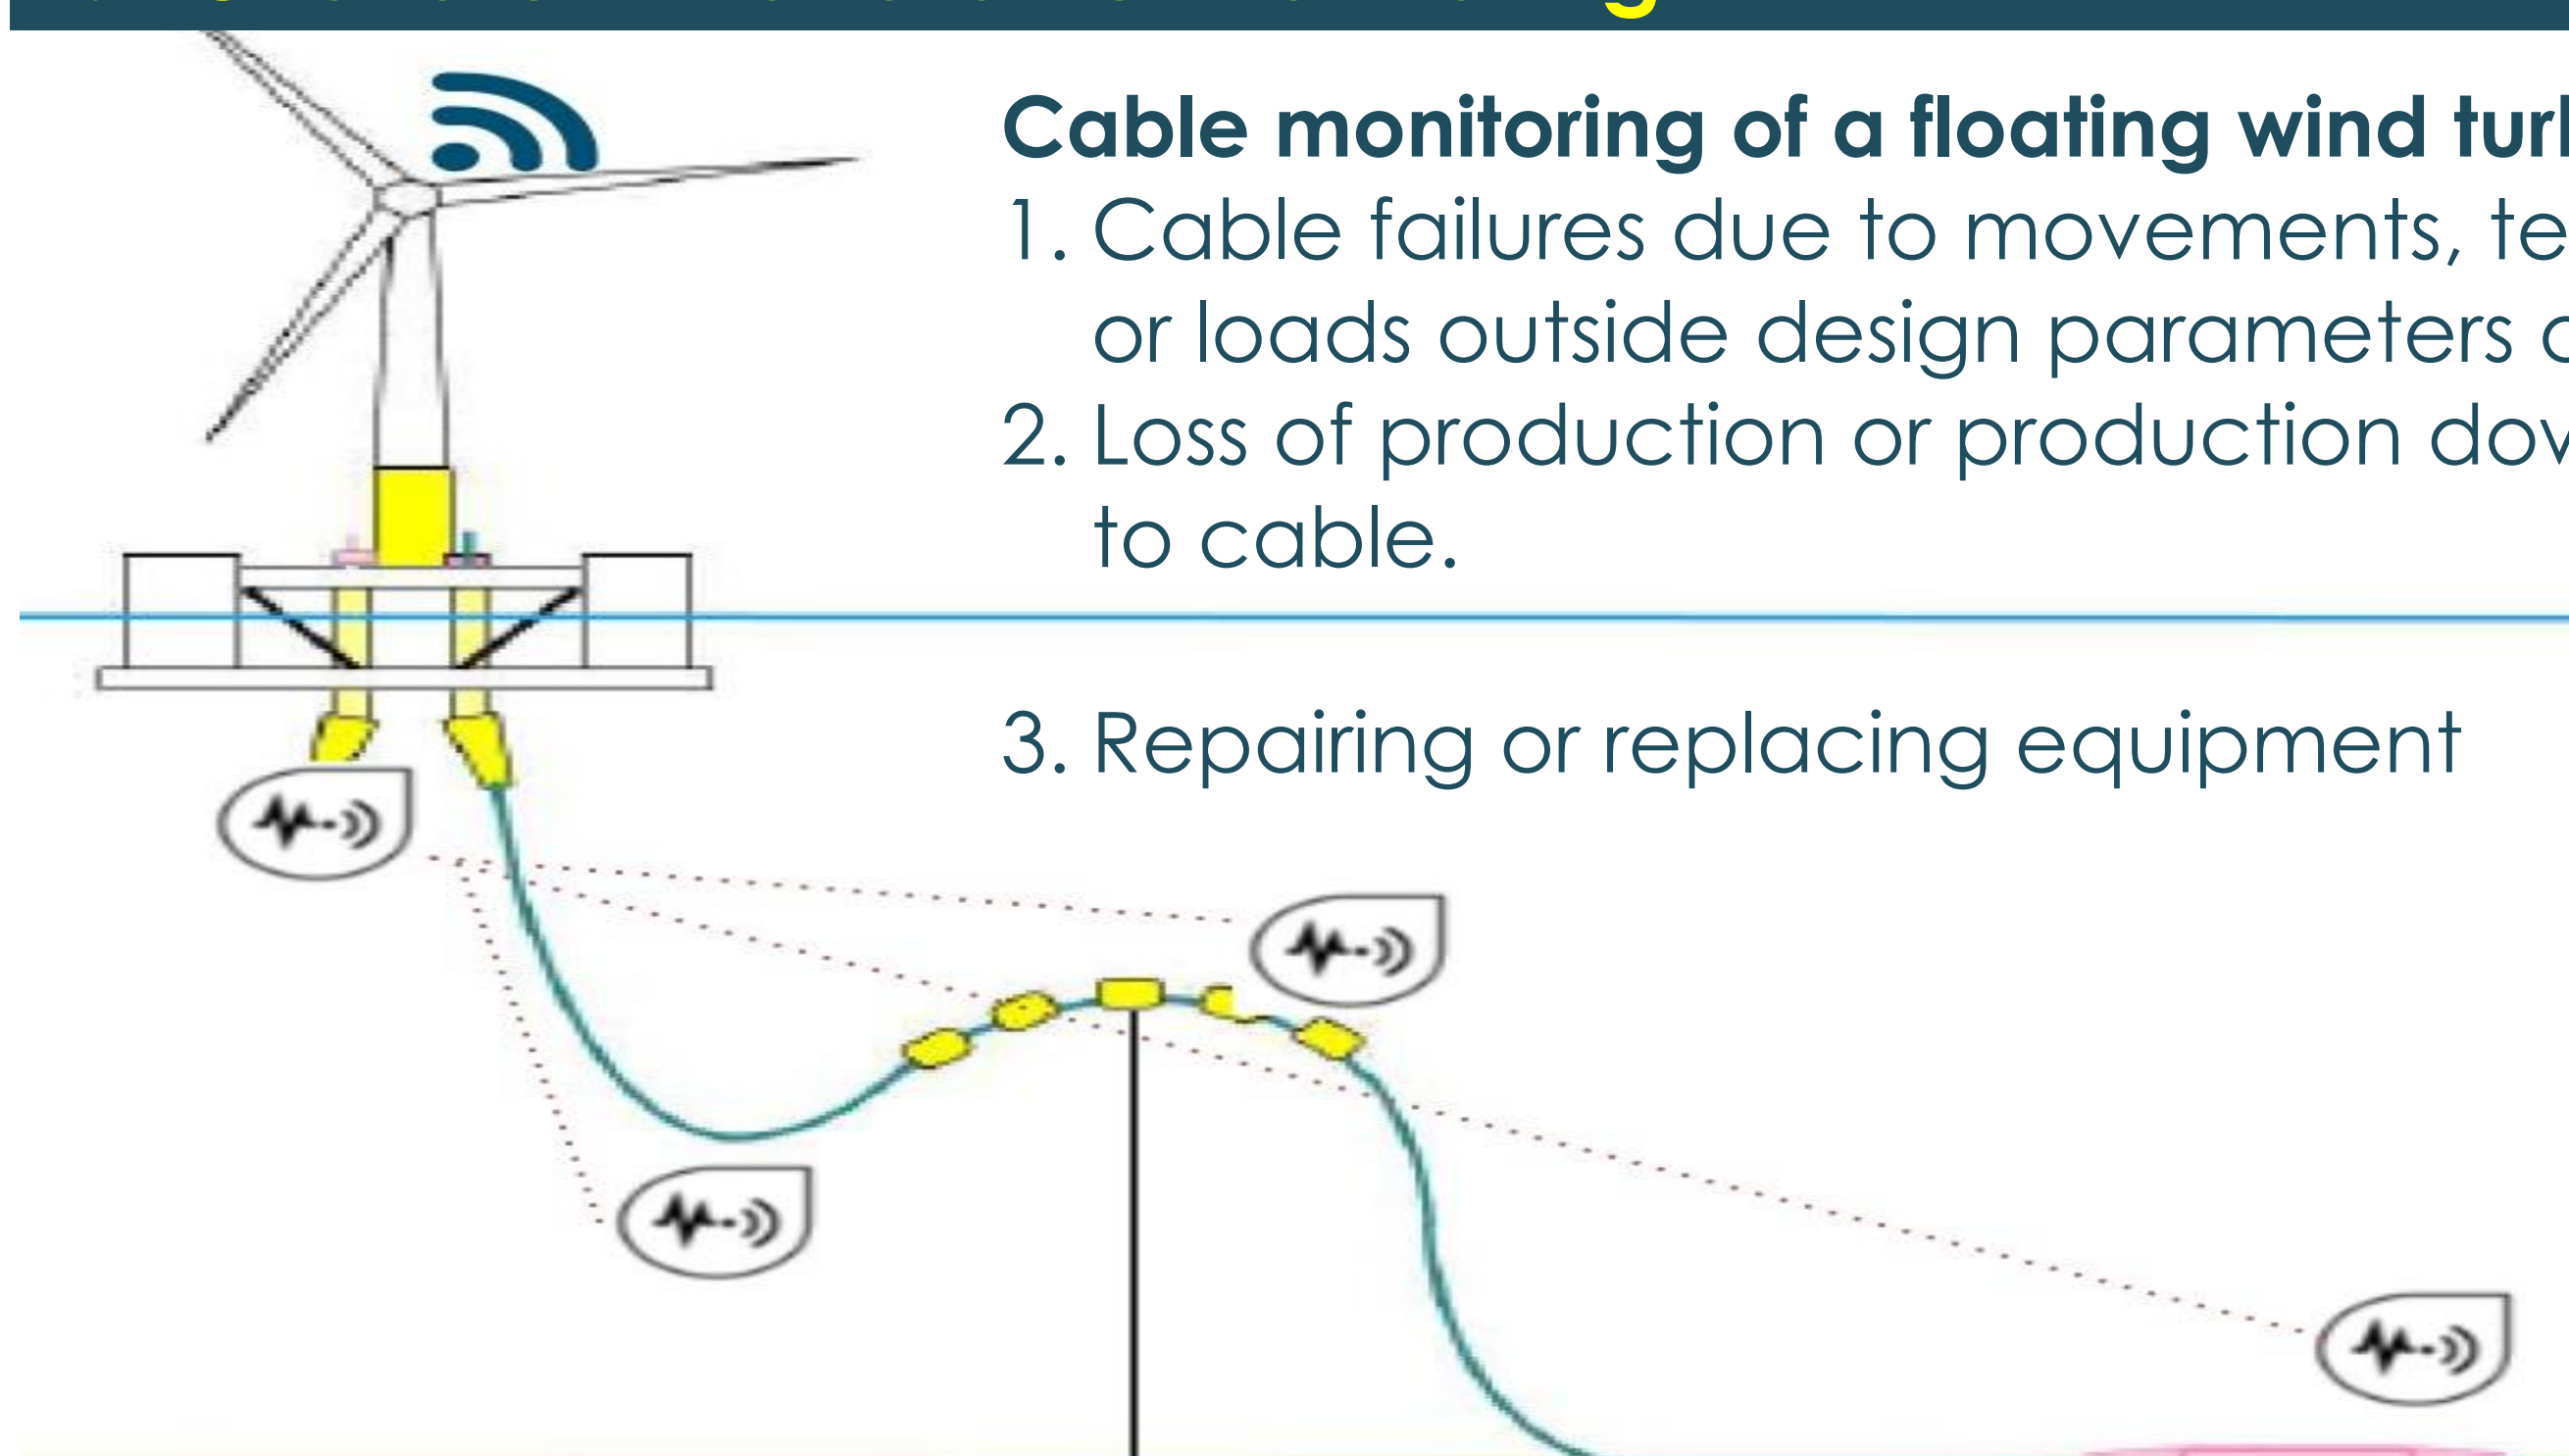 Cable monitoring of a floating wind
1. Cable failures due to movements,
or loads outside design parameters
2. Loss of production or production
to cable.
3. Repairing or replacing equipment